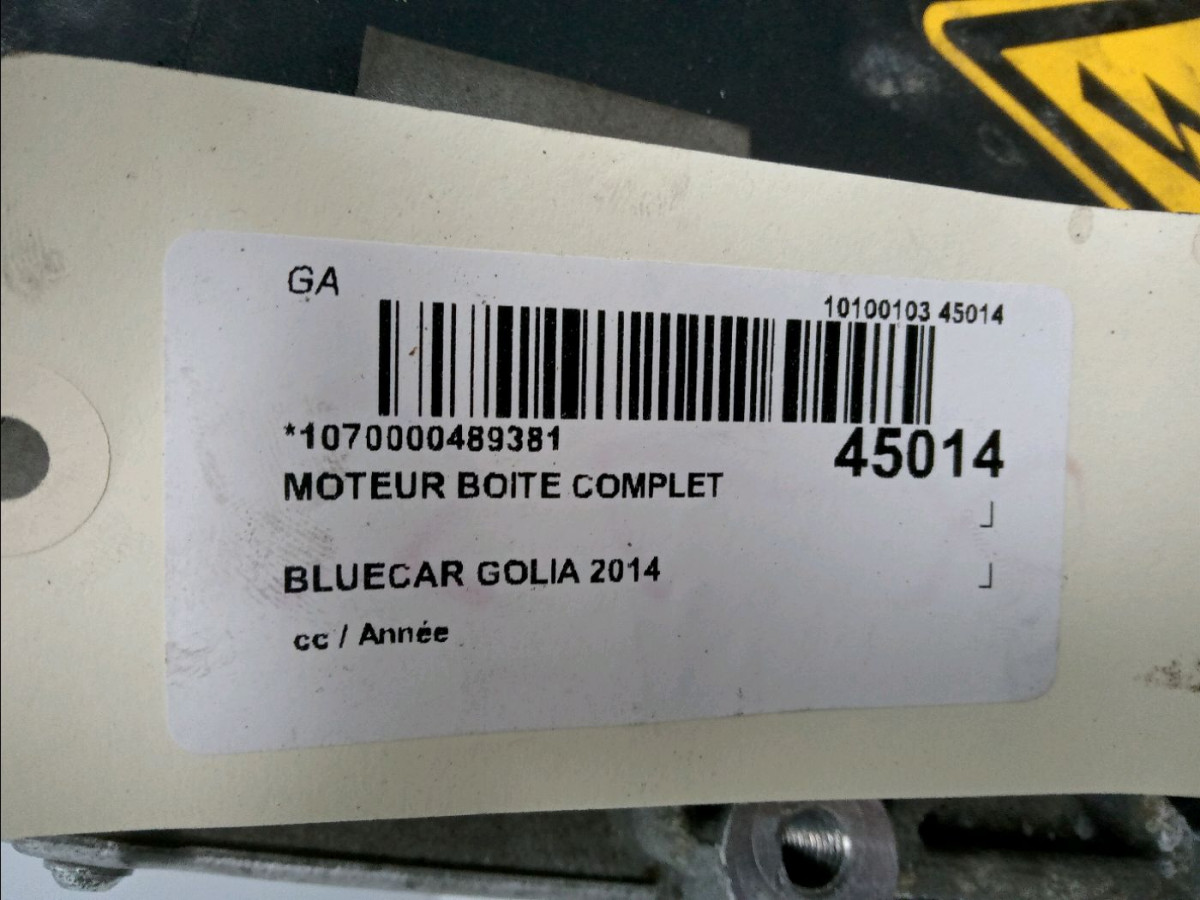 GA
10100103 45014
*1070000489381
45014
MOTEUR BOITE COMPLET
BLUECAR GOLIA 2014
cc / Année